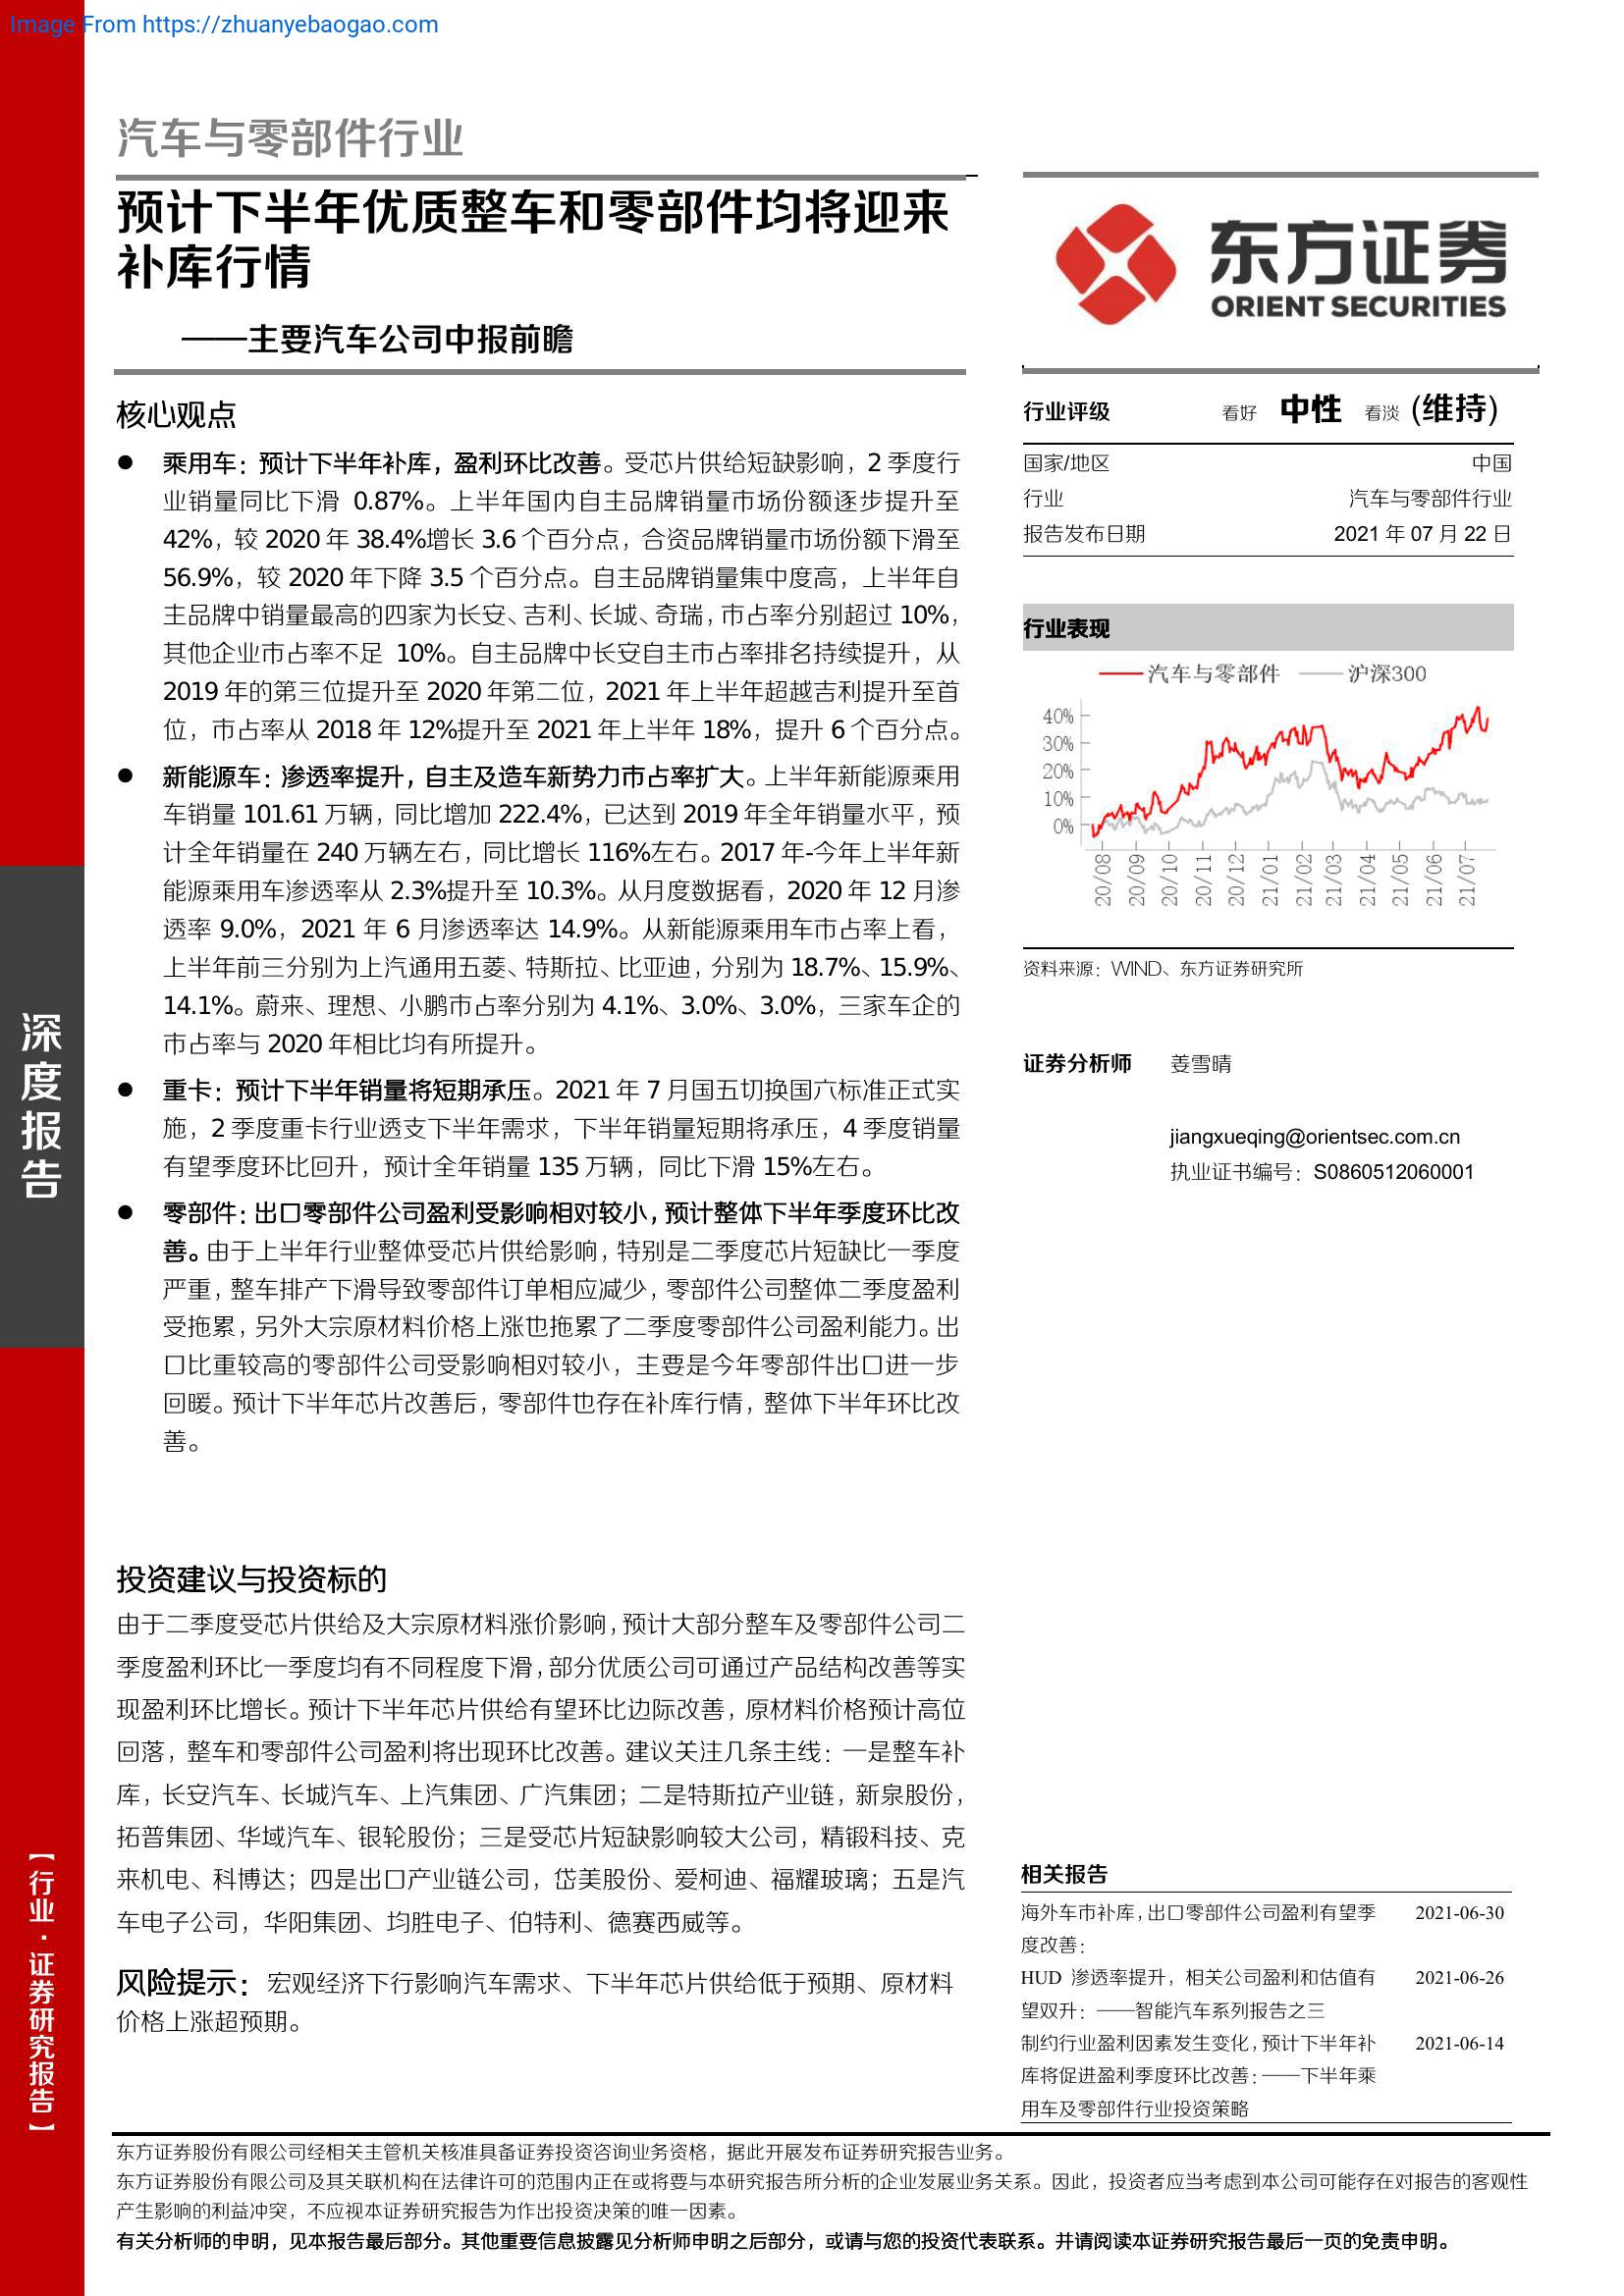 Image From https://zhuanyebaogao.com
汽车与零部件行业
预计下半年优质整车和零部件均将迎来
补库行情
——主要汽车公司中报前瞻
东方证券
ORIENT SECURITIES
核心观点
● 乘用车：预计下半年补库，盈利环比改善。受芯片供给短缺影响，2 季度行
业销量同比下滑 0.87%。上半年国内自主品牌销量市场份额逐步提升至
42%，较 2020 年 38.4%增长 3.6 个百分点，合资品牌销量市场份额下滑至
56.9%，较 2020 年下降 3.5 个百分点。自主品牌销量集中度高，上半年自
主品牌中销量最高的四家为长安、吉利、长城、奇瑞，市占率分别超过 10%，
其他企业市占率不足 10%。自主品牌中长安自主市占率排名持续提升，从
2019 年的第三位提升至 2020 年第二位，2021 年上半年超越吉利提升至首
位，市占率从 2018 年 12%提升至 2021 年上半年 18%，提升 6 个百分点。
● 新能源车：渗透率提升，自主及造车新势力市占率扩大。上半年新能源乘用
车销量 101.61 万辆，同比增加 222.4%，已达到 2019 年全年销量水平，预
计全年销量在 240 万辆左右，同比增长 116%左右。2017 年-今年上半年新
能源乘用车渗透率从 2.3%提升至 10.3%。从月度数据看，2020 年 12 月渗
透率 9.0%，2021 年 6 月渗透率达 14.9%。从新能源乘用车市占率上看，
上半年前三分别为上汽通用五菱、特斯拉、比亚迪，分别为 18.7%、15.9%、
14.1%。蔚来、理想、小鹏市占率分别为 4.1%、3.0%、3.0%，三家车企的
市占率与 2020 年相比均有所提升。
● 重卡：预计下半年销量将短期承压。2021 年 7 月国五切换国六标准正式实
施，2 季度重卡行业透支下半年需求，下半年销量短期将承压，4 季度销量
有望季度环比回升，预计全年销量 135 万辆，同比下滑 15%左右。
● 零部件：出口零部件公司盈利受影响相对较小，预计整体下半年季度环比改
善。由于上半年行业整体受芯片供给影响，特别是二季度芯片短缺比一季度
严重，整车排产下滑导致零部件订单相应减少，零部件公司整体二季度盈利
受拖累，另外大宗原材料价格上涨也拖累了二季度零部件公司盈利能力。出
口比重较高的零部件公司受影响相对较小，主要是今年零部件出口进一步
回暖。预计下半年芯片改善后，零部件也存在补库行情，整体下半年环比改
善。
投资建议与投资标的
由于二季度受芯片供给及大宗原材料涨价影响，预计大部分整车及零部件公司二
季度盈利环比一季度均有不同程度下滑，部分优质公司可通过产品结构改善等实
现盈利环比增长。预计下半年芯片供给有望环比边际改善，原材料价格预计高位
回落，整车和零部件公司盈利将出现环比改善。建议关注几条主线：一是整车补
库，长安汽车、长城汽车、上汽集团、广汽集团；二是特斯拉产业链，新泉股份，
拓普集团、华域汽车、银轮股份；三是受芯片短缺影响较大公司，精锻科技、克
来机电、科博达；四是出口产业链公司，岱美股份、爱柯迪、福耀玻璃；五是汽
车电子公司，华阳集团、均胜电子、伯特利、德赛西威等。
风险提示：宏观经济下行影响汽车需求、下半年芯片供给低于预期、原材料
价格上涨超预期。
行业评级 看好 中性 看淡 (维持)
国家/地区 中国
行业 汽车与零部件行业
报告发布日期 2021 年 07 月 22 日
行业表现
汽车与零部件 沪深300
40%
30%
20%
10%
0%
20/08 20/09 20/10 20/11 20/12 21/01 21/02 21/03 21/04 21/05 21/06 21/07
资料来源：WIND、东方证券研究所
证券分析师 姜雪晴
jiangxueqing@orientsec.com.cn
执业证书编号：S0860512060001
相关报告
海外车市补库，出口零部件公司盈利有望季 2021-06-30
度改善：
HUD 渗透率提升，相关公司盈利和估值有 2021-06-26
望双升：——智能汽车系列报告之三
制约行业盈利因素发生变化，预计下半年补 2021-06-14
库将促进盈利季度环比改善：——下半年乘
用车及零部件行业投资策略
深度报告
【行业·证券研究报告】
东方证券股份有限公司经相关主管机关核准具备证券投资咨询业务资格，据此开展发布证券研究报告业务。
东方证券股份有限公司及其关联机构在法律许可的范围内正在或将要与本研究报告所分析的企业发展业务关系。因此，投资者应当考虑到本公司可能存在对报告的客观性
产生影响的利益冲突，不应视本证券研究报告为作出投资决策的唯一因素。
有关分析师的申明，见本报告最后部分。其他重要信息披露见分析师申明之后部分，或请与您的投资代表联系。并请阅读本证券研究报告最后一页的免责申明。